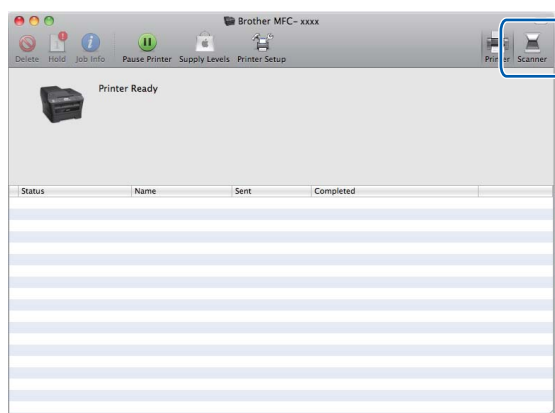 Brother MFC- xxxx
Delete Hold Job Info Pause Printer Supply Levels Printer Setup Printer Scanner
Printer Ready
Status Name Sent Completed